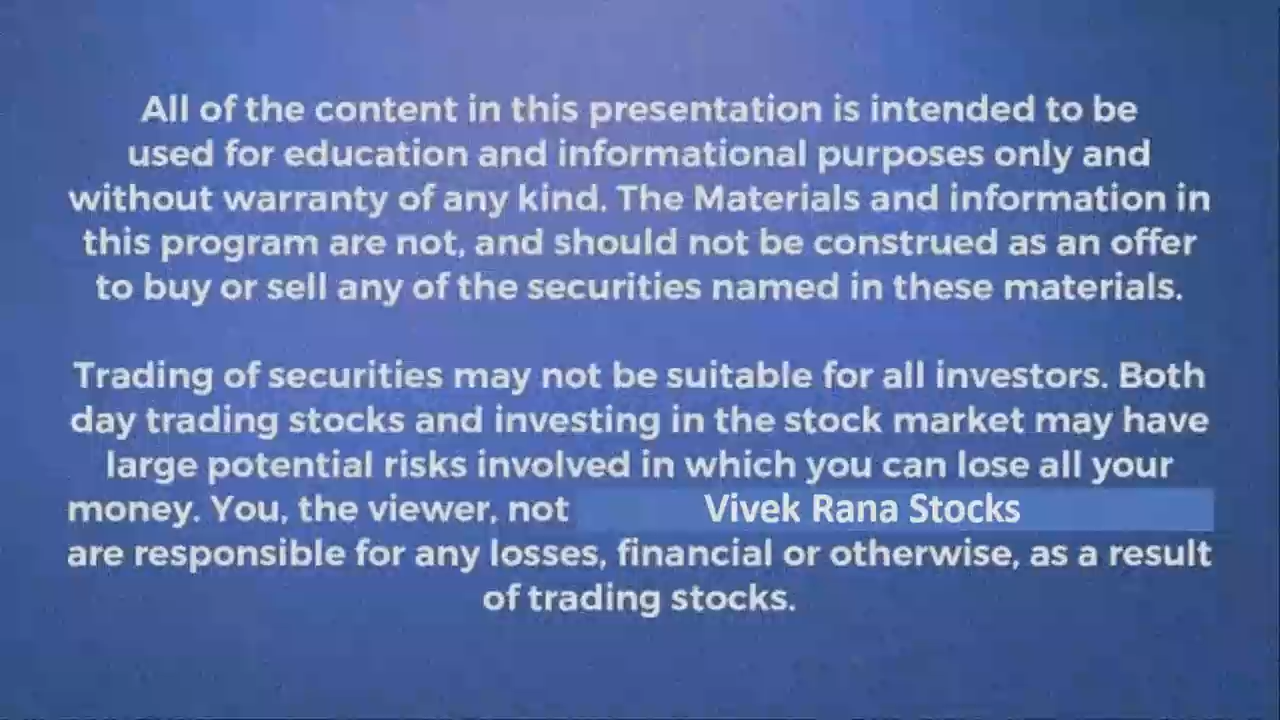 All of the content in this presentation is intended to be
used for education and informational purposes only and
without warranty of any kind. The Materials and information in
this program are not, and should not be construed as an offer
to buy or sell any of the securities named in these materials.
Trading of securities may not be suitable for all investors. Both
day trading stocks and investing in the stock market may have
large potential risks involved in which you can lose all your
money. You, the viewer, not Vivek Rana Stocks
are responsible for any losses, financial or otherwise, as a result
of trading stocks.